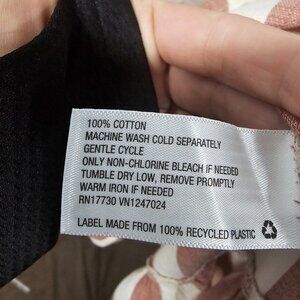 100% COTTON
MACHINE WASH COLD SEPARATELY
GENTLE CYCLE
ONLY NON-CHLORINE BLEACH IF NEEDED
TUMBLE DRY LOW, REMOVE PROMPTLY
WARM IRON IF NEEDED
RN17730 VN1247024
LABEL MADE FROM 100% RECYCLED PLASTIC